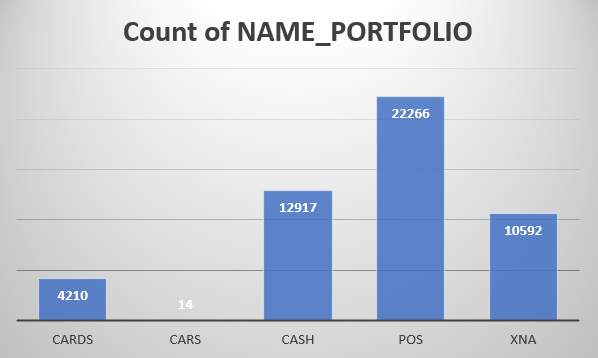 Count of NAME_PORTFOLIO
4210
14
12917
22266
10592
CARDS CARS CASH POS XNA